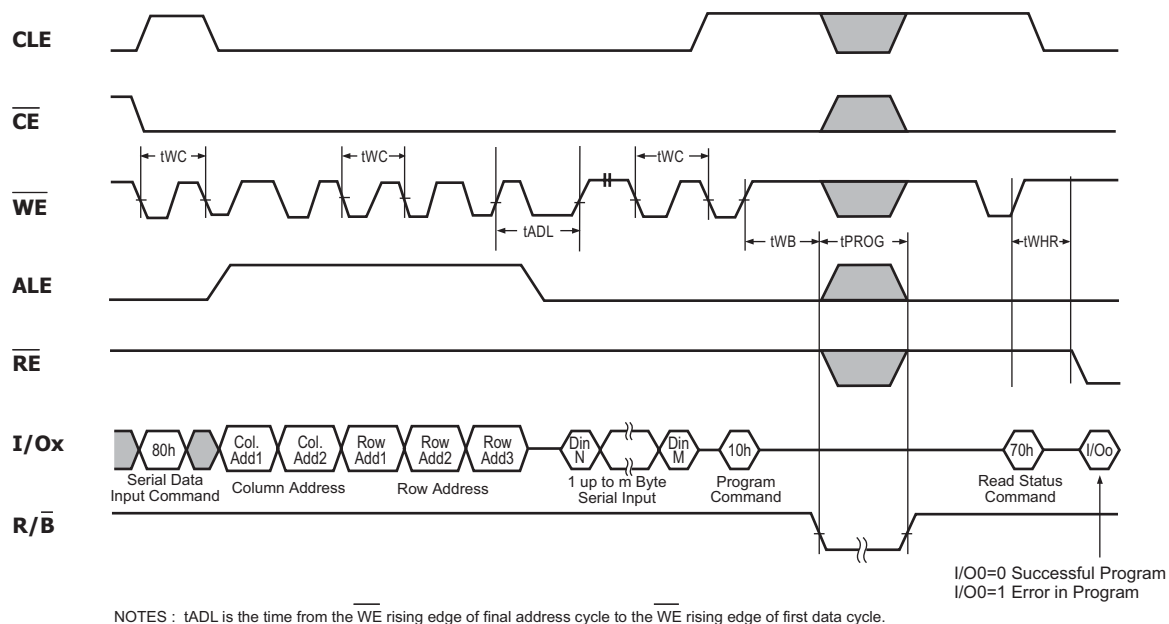 CLE
CE
tWC tWC tWC
WE
tADL
tWB tPROG tWHR
ALE
RE
I/Ox
80h
Col. Add1
Col. Add2
Row Add1
Row Add2
Row Add3
Din N
Din M
10h
70h
I/Oo
Serial Data
Input Command
Column Address
Row Address
1 up to m Byte
Serial Input
Program
Command
Read Status
Command
R/B
I/O0=0 Successful Program
I/O0=1 Error in Program
NOTES : tADL is the time from the WE rising edge of final address cycle to the WE rising edge of first data cycle.